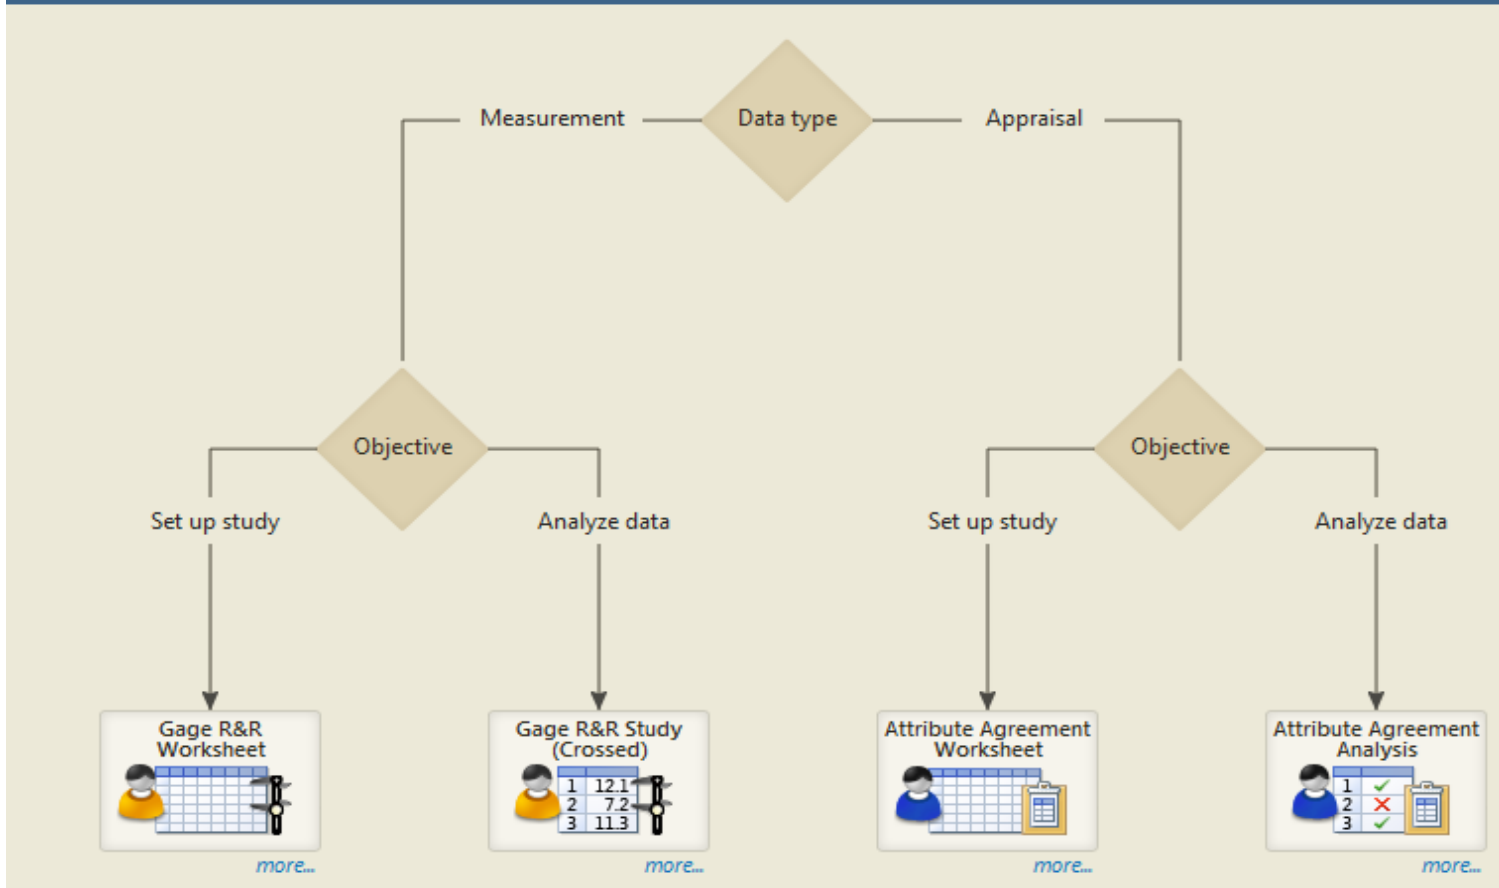 Measurement
Data type
Appraisal
Objective
Objective
Set up study
Analyze data
Set up study
Analyze data
Gage R&R
Worksheet
Gage R&R Study
(Crossed)
1 12.1
2 7.2
3 11.3
Attribute Agreement
Worksheet
Attribute Agreement
Analysis
1
2
3
more...
more...
more...
more...